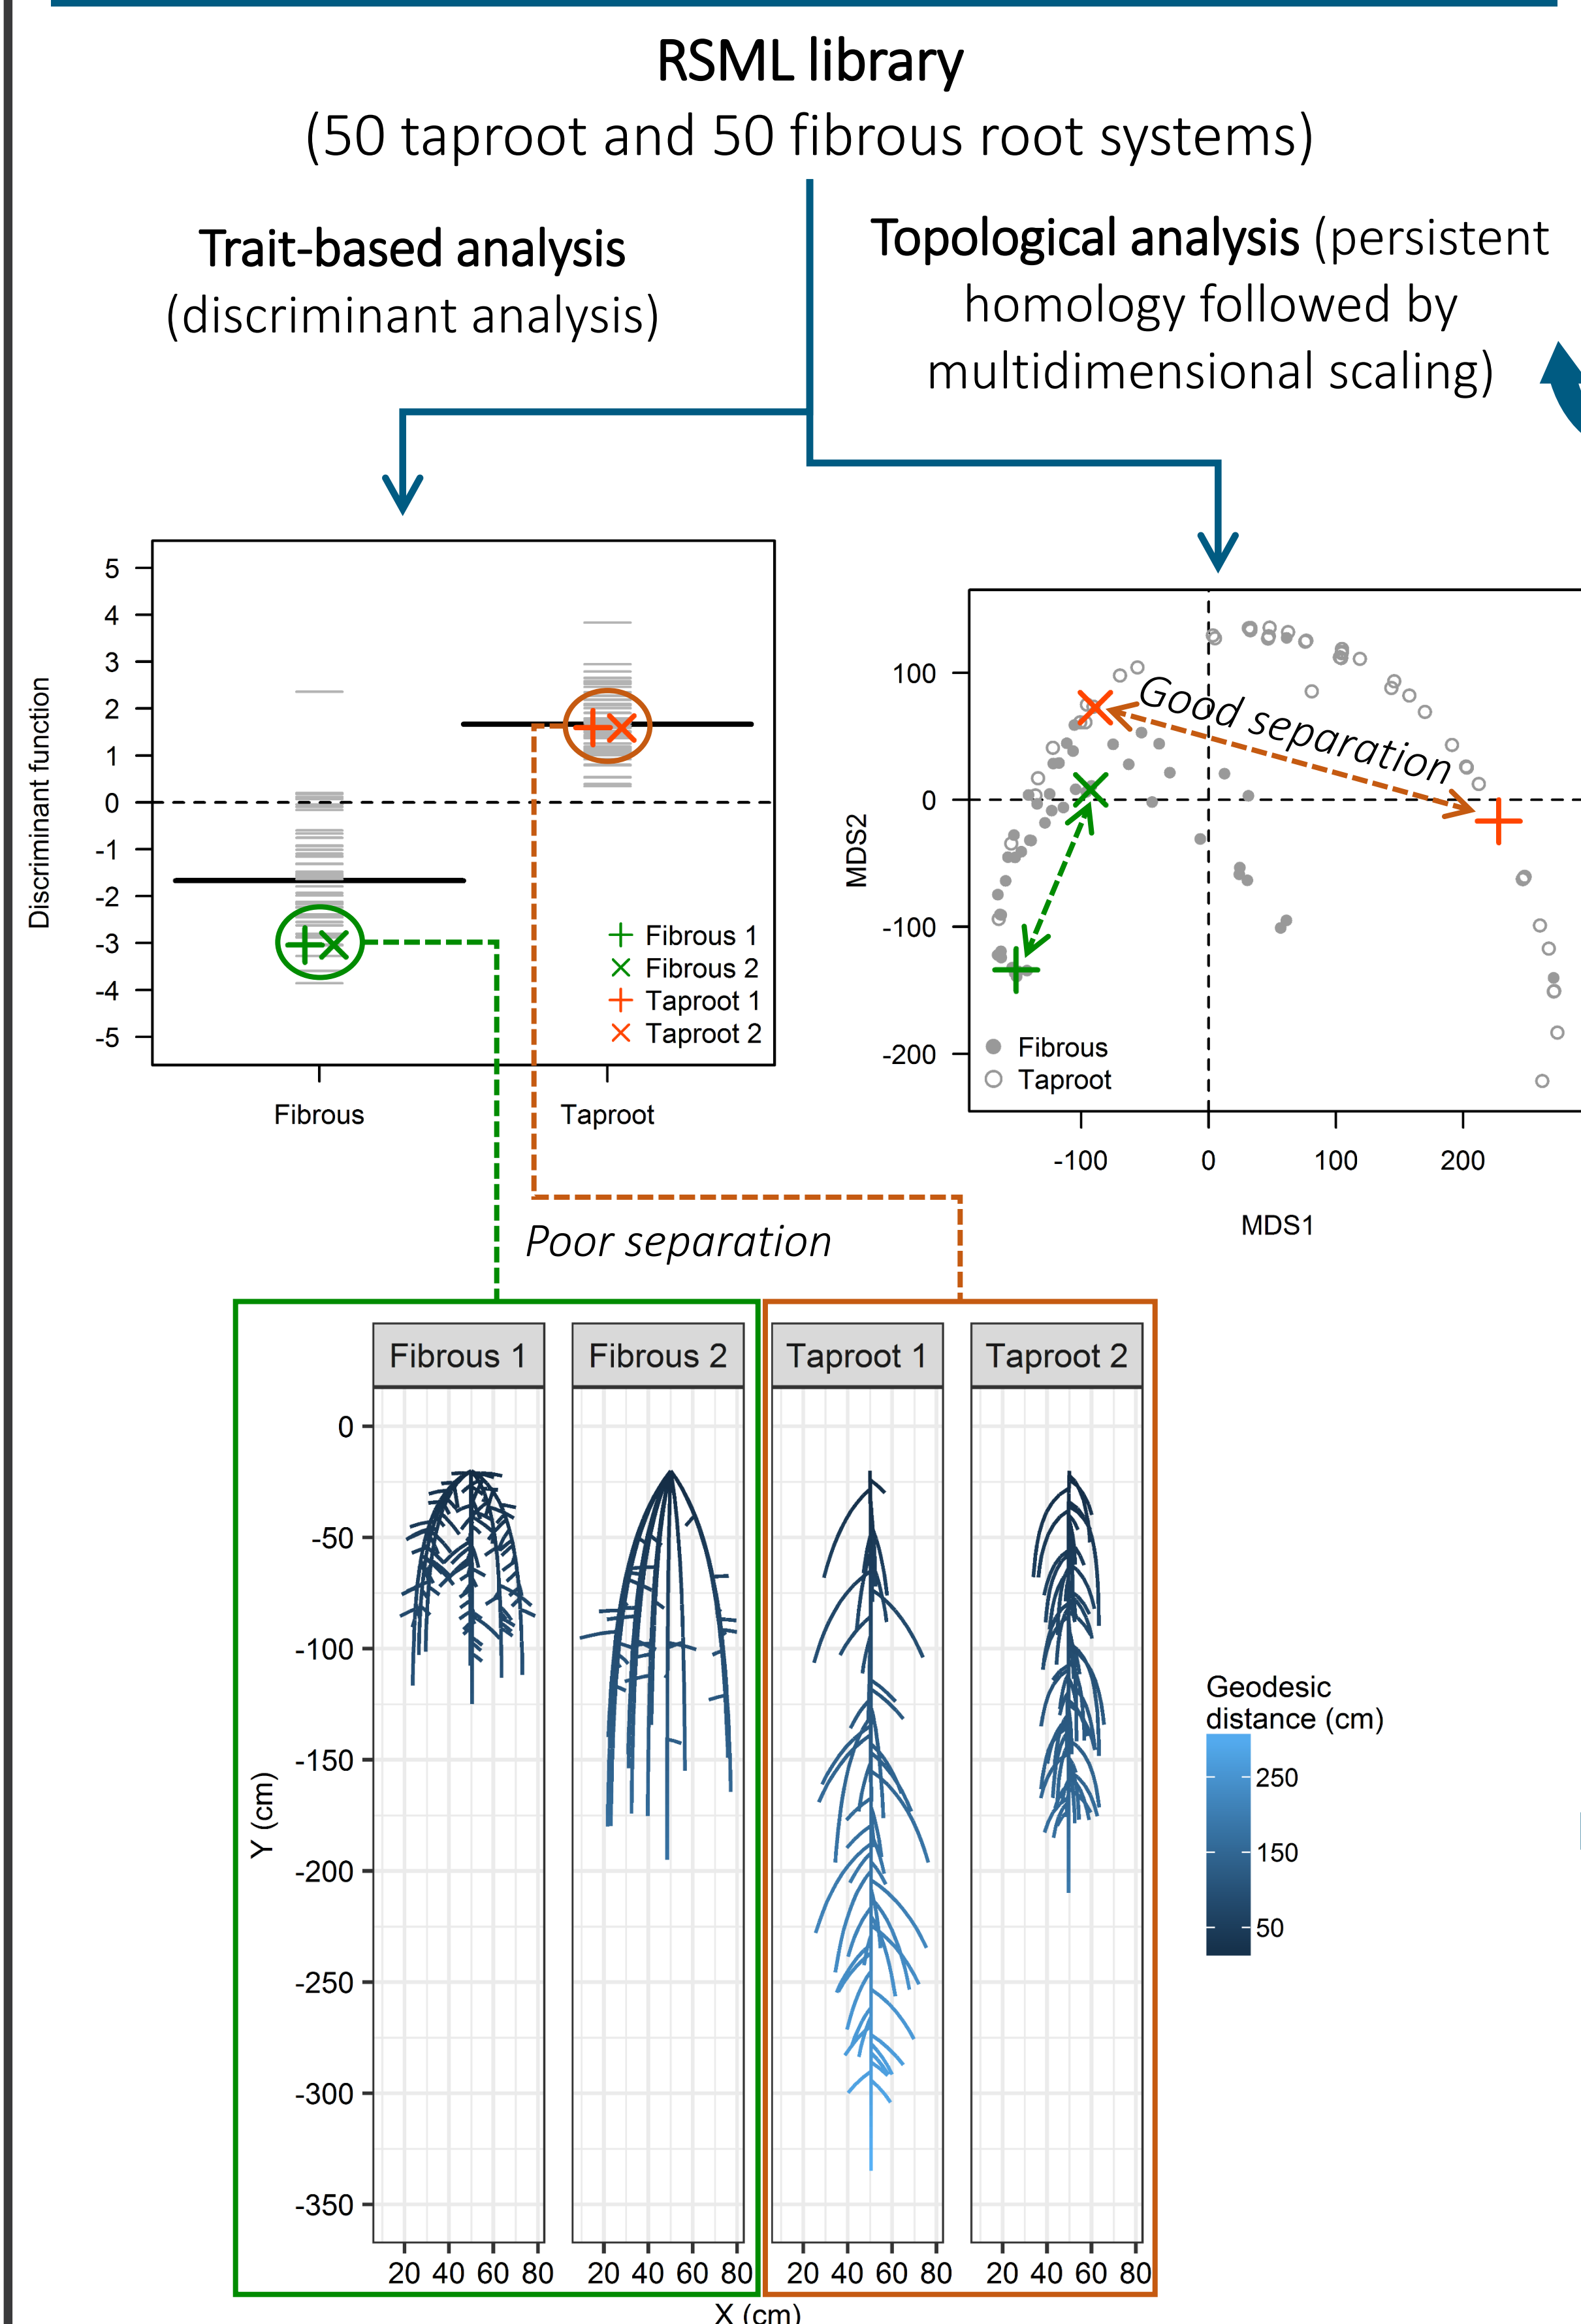 RSML library
(50 taproot and 50 fibrous root systems)
Trait-based analysis
(discriminant analysis)
Topological analysis (persistent
homology followed by
multidimensional scaling)
Discriminant function
5
4
3
2
1
0
-1
-2
-3
-4
-5
Fibrous 1
Fibrous 2
Taproot 1
Taproot 2
Fibrous
Taproot
MDS2
100
0
-100
-200
Good separation
Fibrous
Taproot
-100
0
100
200
MDS1
Poor separation
Fibrous 1
Fibrous 2
Taproot 1
Taproot 2
Y (cm)
0
-50
-100
-150
-200
-250
-300
-350
20 40 60 80
20 40 60 80
20 40 60 80
20 40 60 80
X (cm)
Geodesic
distance (cm)
250
150
50